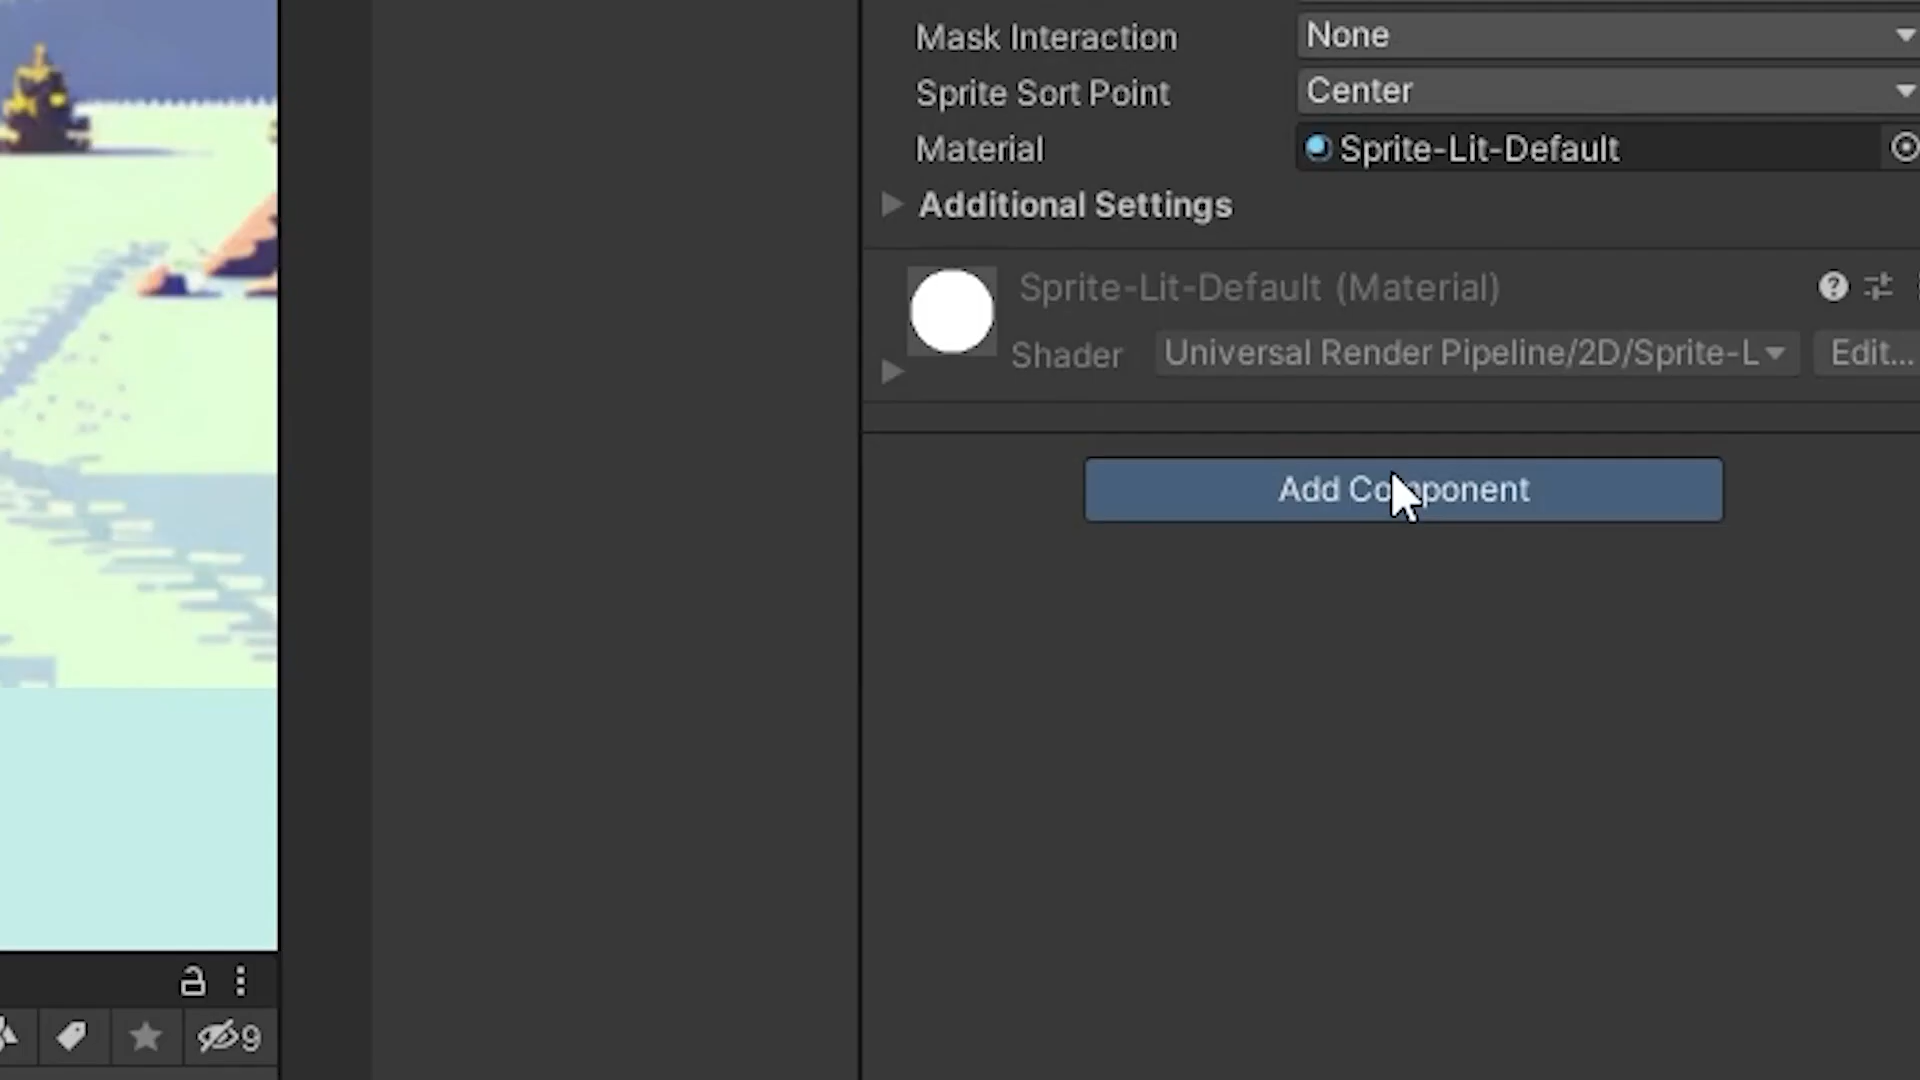 Mask Interaction None
Sprite Sort Point Center
Material Sprite-Lit-Default
Additional Settings
Sprite-Lit-Default (Material)
Shader Universal Render Pipeline/2D/Sprite-L Edit...
Add Component
9